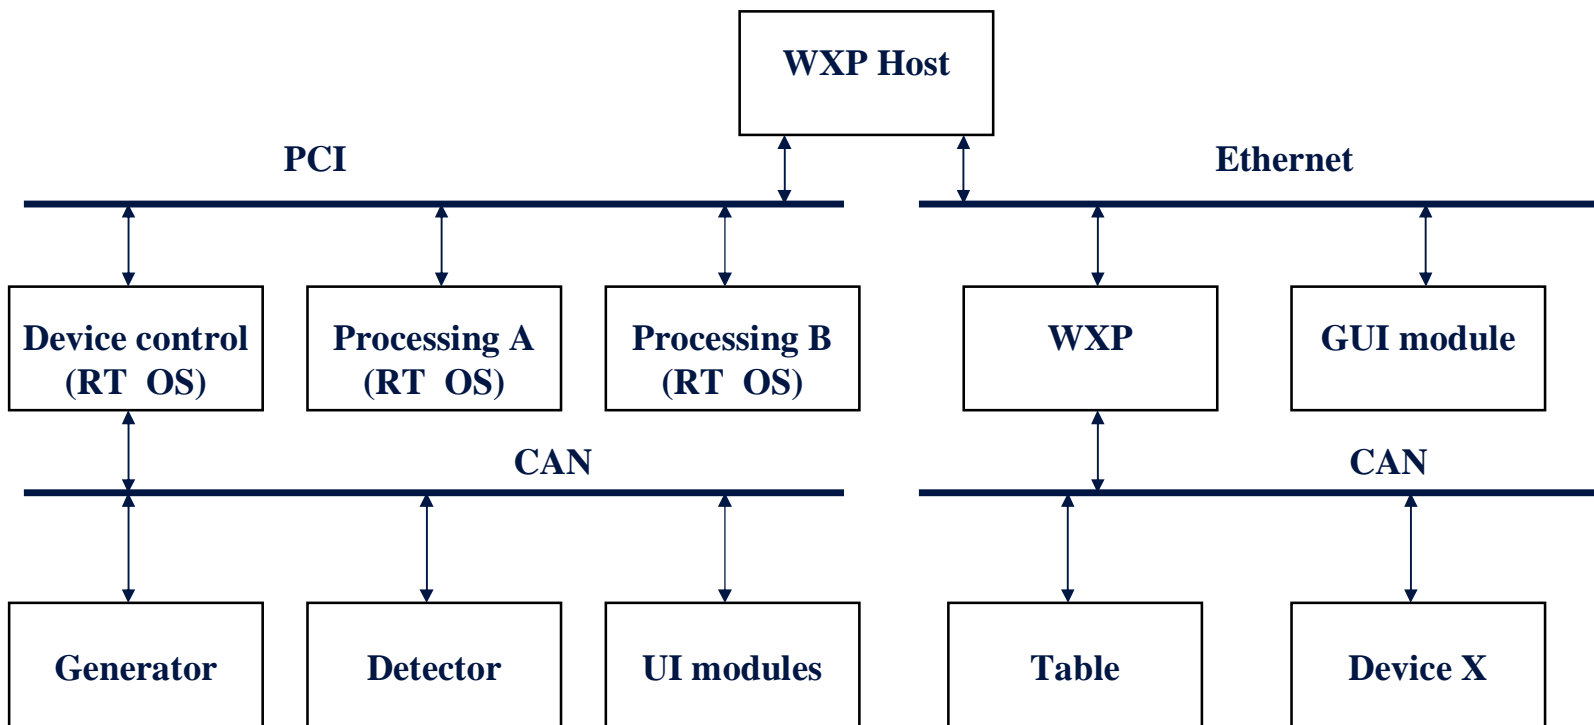 WXP Host
PCI
Ethernet
Device control
(RT OS)
Processing A
(RT OS)
Processing B
(RT OS)
WXP
GUI module
CAN
CAN
Generator
Detector
UI modules
Table
Device X